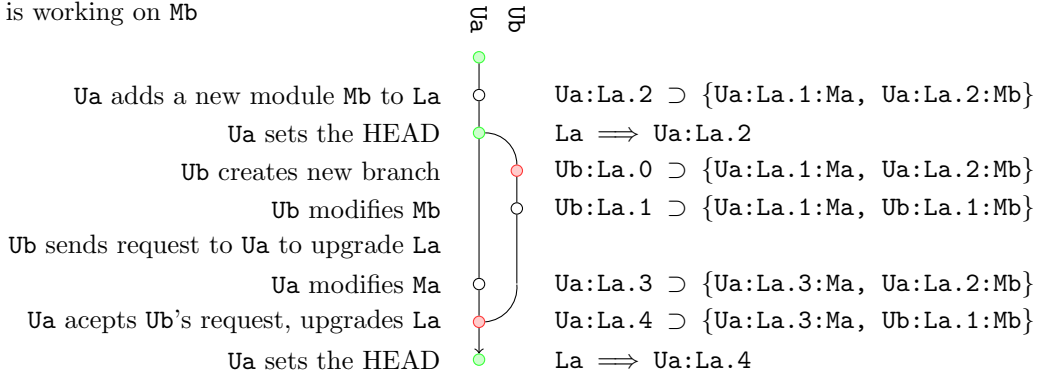 is working on Mb
Ua Ub
Ua adds a new module Mb to La Ua:La.2 ⊃ {Ua:La.1:Ma, Ua:La.2:Mb}
Ua sets the HEAD La ⟹ Ua:La.2
Ub creates new branch Ub:La.0 ⊃ {Ua:La.1:Ma, Ua:La.2:Mb}
Ub modifies Mb Ub:La.1 ⊃ {Ua:La.1:Ma, Ub:La.1:Mb}
Ub sends request to Ua to upgrade La
Ua modifies Ma Ua:La.3 ⊃ {Ua:La.3:Ma, Ua:La.2:Mb}
Ua acepts Ub's request, upgrades La Ua:La.4 ⊃ {Ua:La.3:Ma, Ub:La.1:Mb}
Ua sets the HEAD La ⟹ Ua:La.4